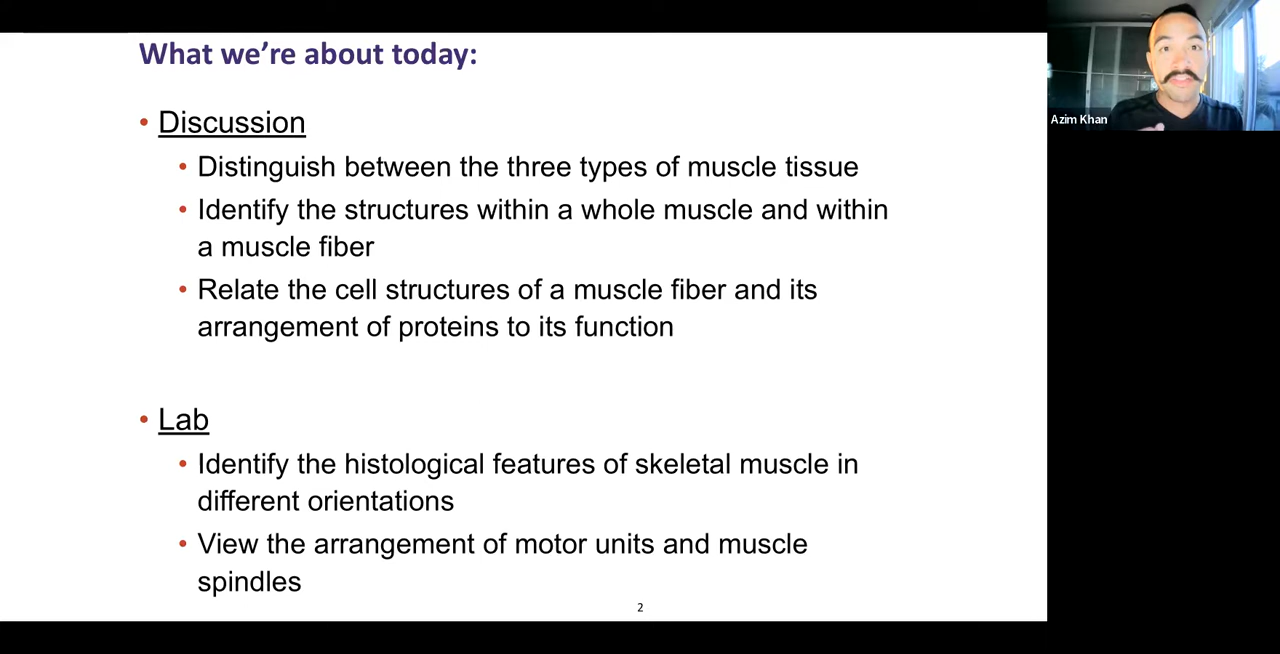 What we’re about today:
• Discussion
• Distinguish between the three types of muscle tissue
• Identify the structures within a whole muscle and within
a muscle fiber
• Relate the cell structures of a muscle fiber and its
arrangement of proteins to its function
• Lab
• Identify the histological features of skeletal muscle in
different orientations
• View the arrangement of motor units and muscle
spindles
2
Azim Khan